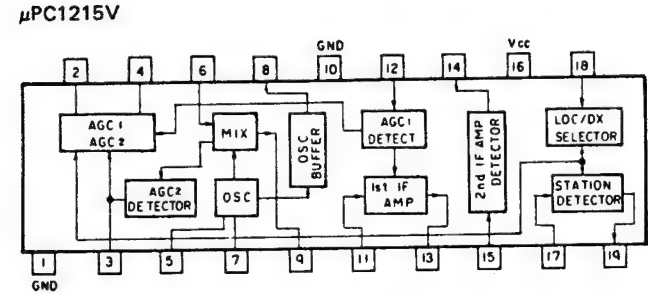 μPC1215V
GND
Vcc
2
4
6
8
10
12
14
16
18
AGC1
AGC2
MIX
OSC
BUFFER
AGC1
DETECT
2nd IF AMP
DETECTOR
LOC/DX
SELECTOR
AGC2
DETECTOR
OSC
1st IF
AMP
STATION
DETECTOR
1
3
5
7
9
11
13
15
17
19
GND